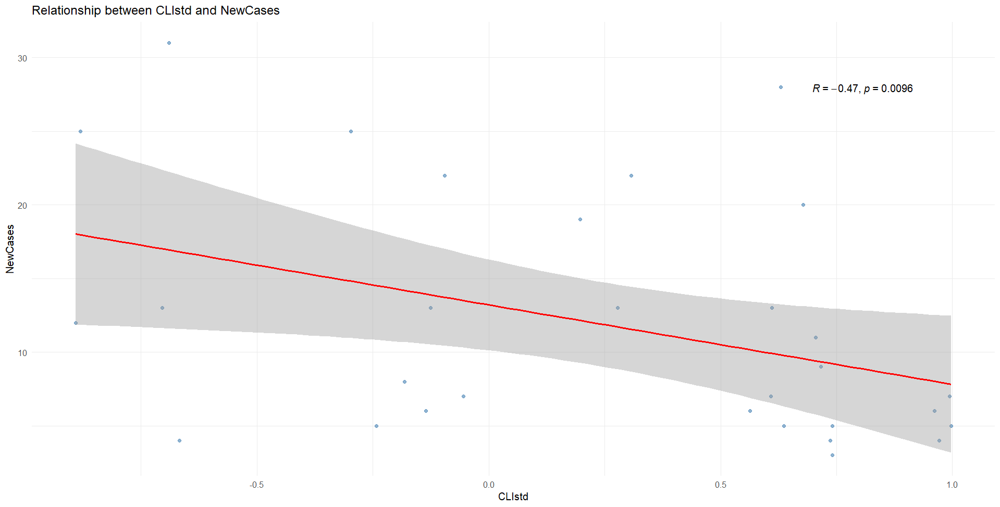 Relationship between CLIstd and NewCases
30
R = −0.47, p = 0.0096
20
NewCases
10
-0.5
0.0
0.5
1.0
CLIstd